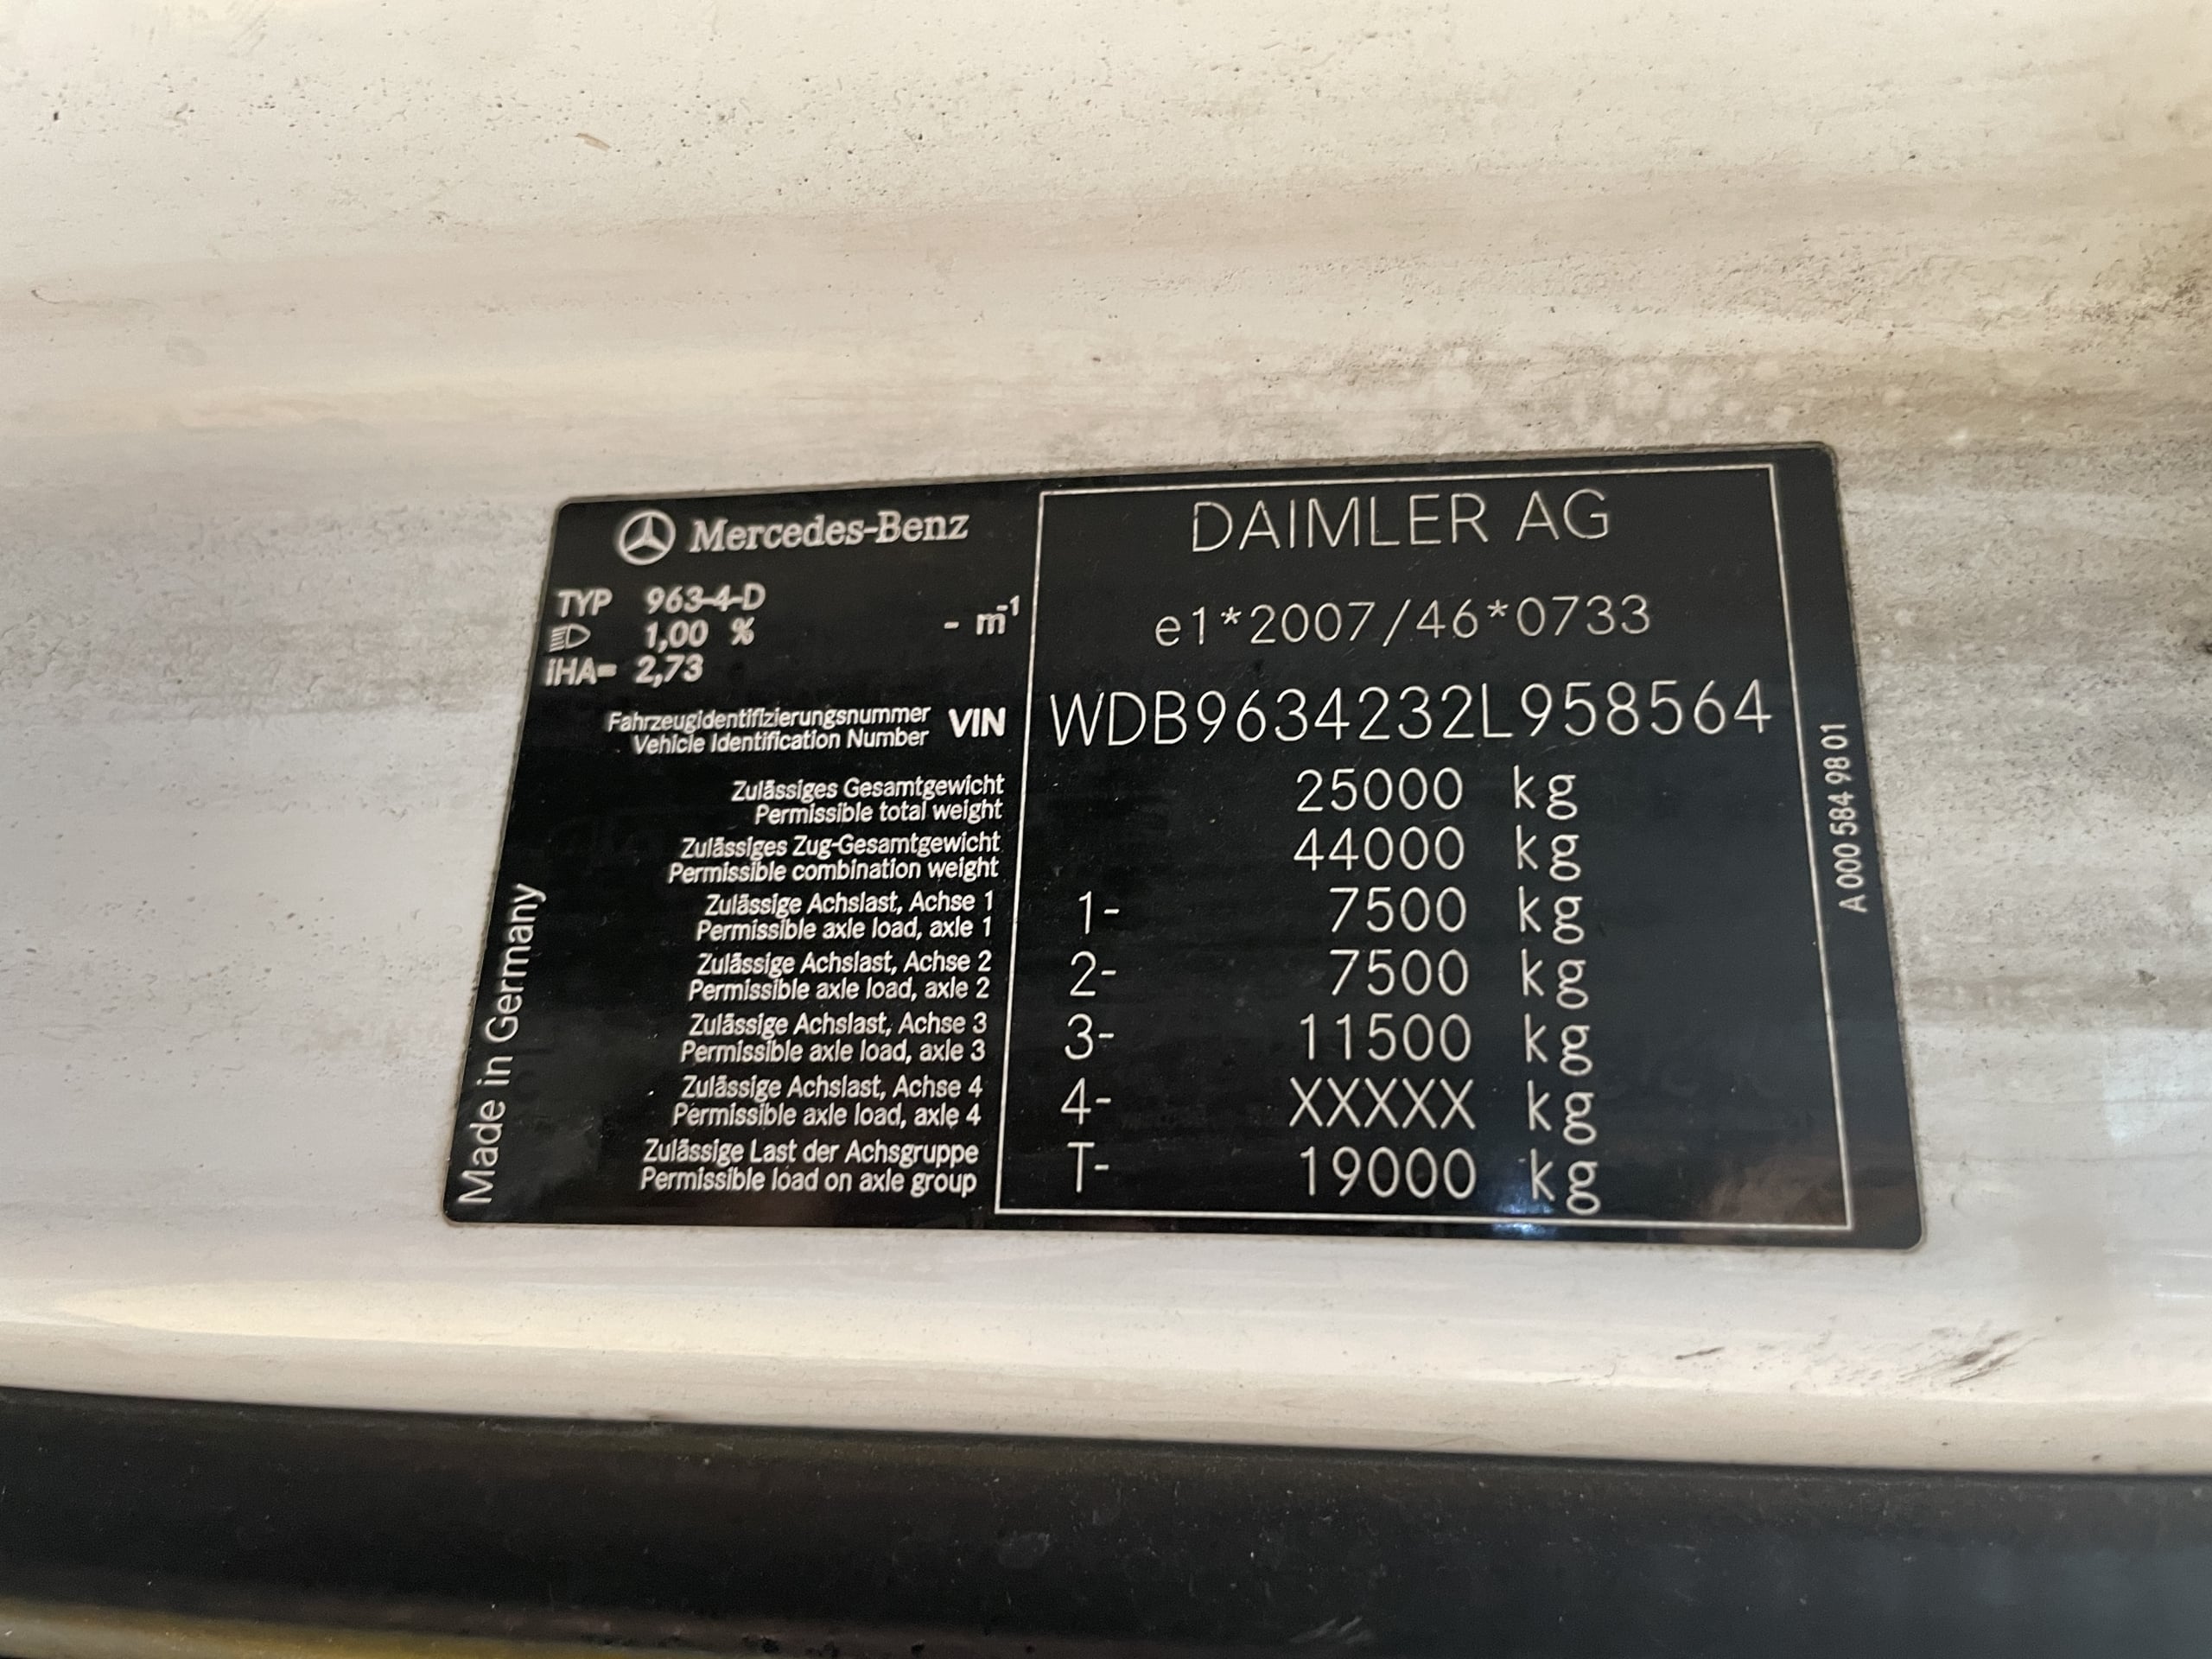 Mercedes-Benz
TYP 963-4-D
1,00 % - m⁻¹
iHA= 2,73
DAIMLER AG
e1*2007/46*0733
Fahrzeugidentifizierungsnummer
Vehicle Identification Number
VIN
WDB9634232L958564
Zulässiges Gesamtgewicht
Permissible total weight
25000 kg
Zulässiges Zug-Gesamtgewicht
Permissible combination weight
44000 kg
Zulässige Achslast, Achse 1
Permissible axle load, axle 1
1- 7500 kg
Zulässige Achslast, Achse 2
Permissible axle load, axle 2
2- 7500 kg
Zulässige Achslast, Achse 3
Permissible axle load, axle 3
3- 11500 kg
Zulässige Achslast, Achse 4
Permissible axle load, axle 4
4- XXXXX kg
Zulässige Last der Achsgruppe
Permissible load on axle group
T- 19000 kg
Made in Germany
A 000 584 98 01